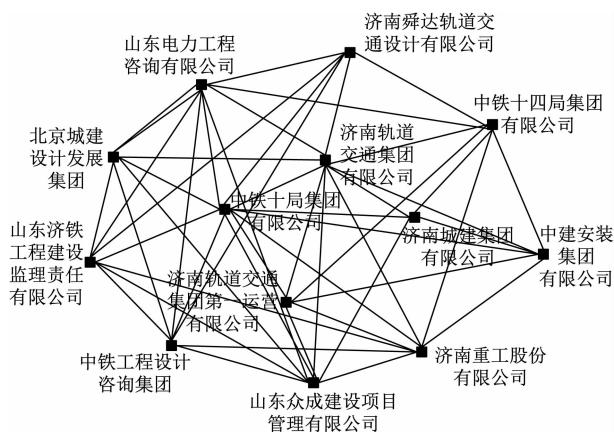 济南舜达轨道交
通设计有限公司
山东电力工程
咨询有限公司
中铁十四局集团
有限公司
济南轨道
交通集团
有限公司
北京城建
设计发展
集团
中铁十局集团
有限公司
济南城建集团
有限公司
山东济铁
工程建设
监理责任
有限公司
中建安装
集团
有限公司
济南轨道交通
集团第一运营
有限公司
中铁工程设计
咨询集团
济南重工股份
有限公司
山东众成建设项目
管理有限公司